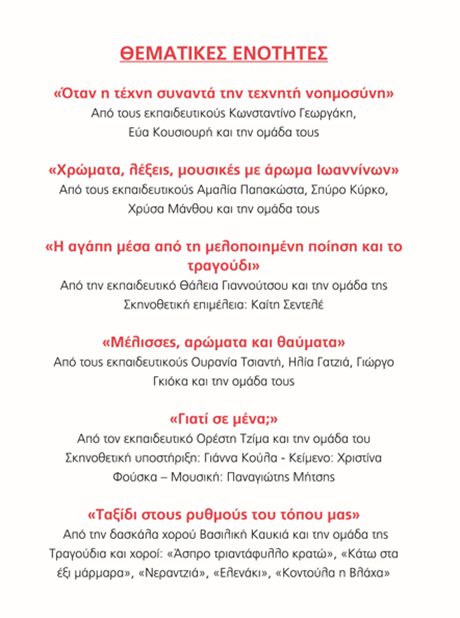 ΘΕΜΑΤΙΚΕΣ ΕΝΟΤΗΤΕΣ
«Όταν η τέχνη συναντά την τεχνητή νοημοσύνη»
Από τους εκπαιδευτικούς Κωνσταντίνο Γεωργάκη,
Εύα Κουσιουρή και την ομάδα τους
«Χρώματα, λέξεις, μουσικές με άρωμα Ιωαννίνων»
Από τους εκπαιδευτικούς Αμαλία Παπακώστα, Σπύρο Κύρκο,
Χρύσα Μάνθου και την ομάδα τους
«Η αγάπη μέσα από τη μελοποιημένη ποίηση και το
τραγούδι»
Από την εκπαιδευτικό Θάλεια Γιαννούτσου και την ομάδα της
Σκηνοθετική επιμέλεια: Καίτη Σεντελέ
«Μέλισσες, αρώματα και θαύματα»
Από τους εκπαιδευτικούς Ουρανία Τσιαντή, Ηλία Γατζιά, Γιώργο
Γκιόκα και την ομάδα τους
«Γιατί σε μένα;»
Από τον εκπαιδευτικό Ορέστη Τζίμα και την ομάδα του
Σκηνοθετική υποστήριξη: Γιάννα Κούλα - Κείμενο: Χριστίνα
Φούσκα – Μουσική: Παναγιώτης Μήτσης
«Ταξίδι στους ρυθμούς του τόπου μας»
Από την δασκάλα χορού Βασιλική Καυκιά και την ομάδα της
Τραγούδια και χοροί: «Άσπρο τριαντάφυλλο κρατώ», «Κάτω στα
έξι μάρμαρα», «Νεραντζιά», «Ελενάκι», «Κοντούλα η Βλάχα»